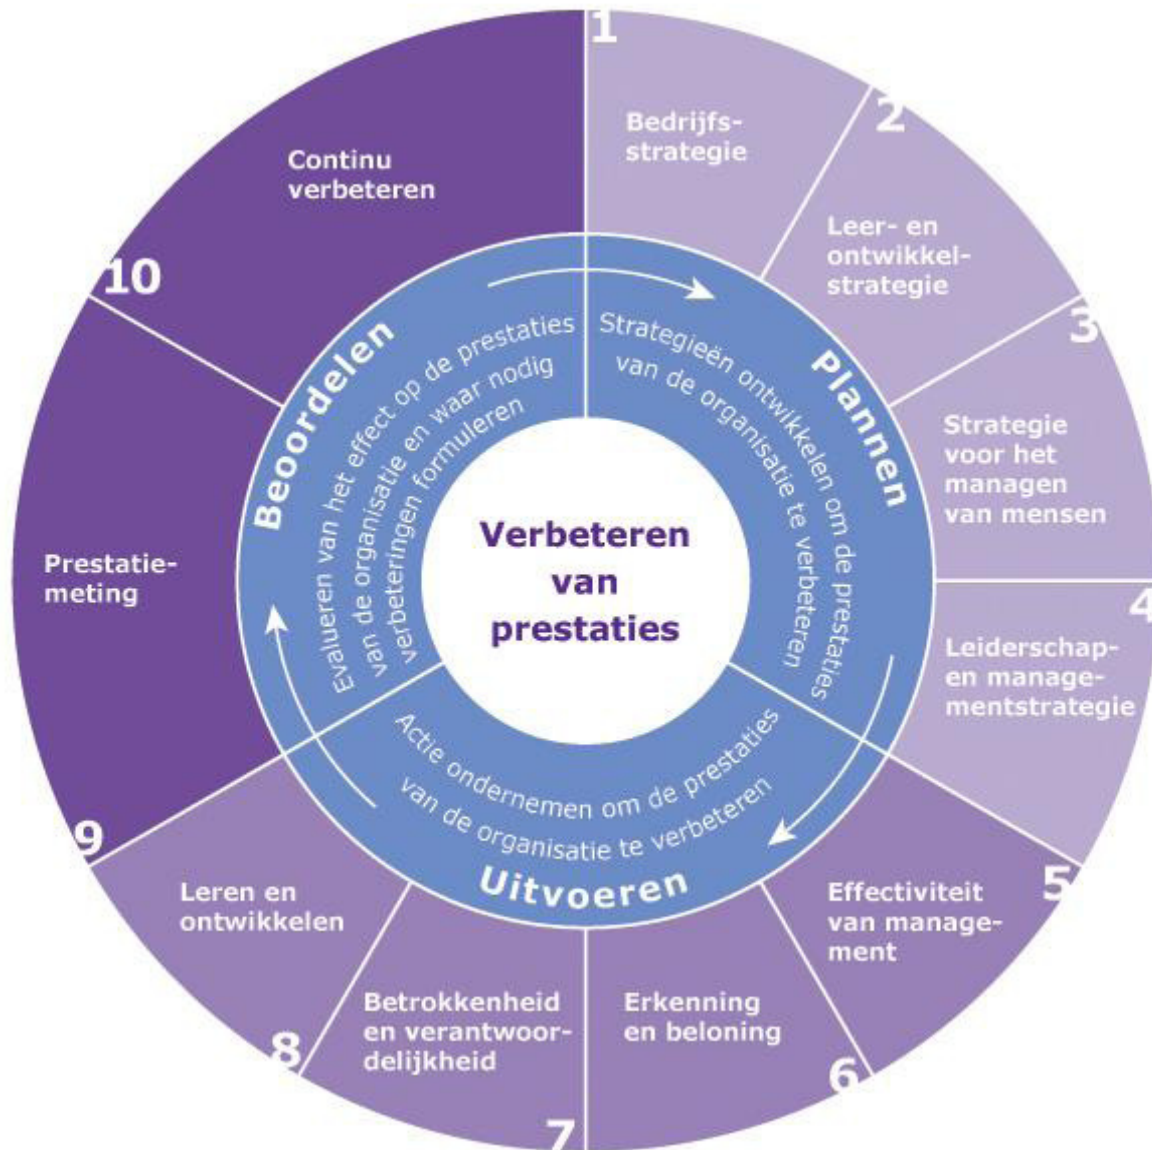 1
Bedrijfs-
strategie
2
Leer- en
ontwikkel-
strategie
3
Strategie
voor het
managen
van mensen
4
Leiderschap-
en manage-
mentstrategie
5
Effectiviteit
van manage-
ment
6
Erkenning
en beloning
7
Betrokkenheid
en verantwoor-
delijkheid
8
Leren en
ontwikkelen
9
Prestatie-
meting
10
Continu
verbeteren
Plannen
Strategieën ontwikkelen om de prestaties
van de organisatie te verbeteren
Uitvoeren
Actie ondernemen om de prestaties
van de organisatie te verbeteren
Beoordelen
Evalueren van het effect op de prestaties
van de organisatie en waar nodig
verbeteringen formuleren
Verbeteren
van
prestaties